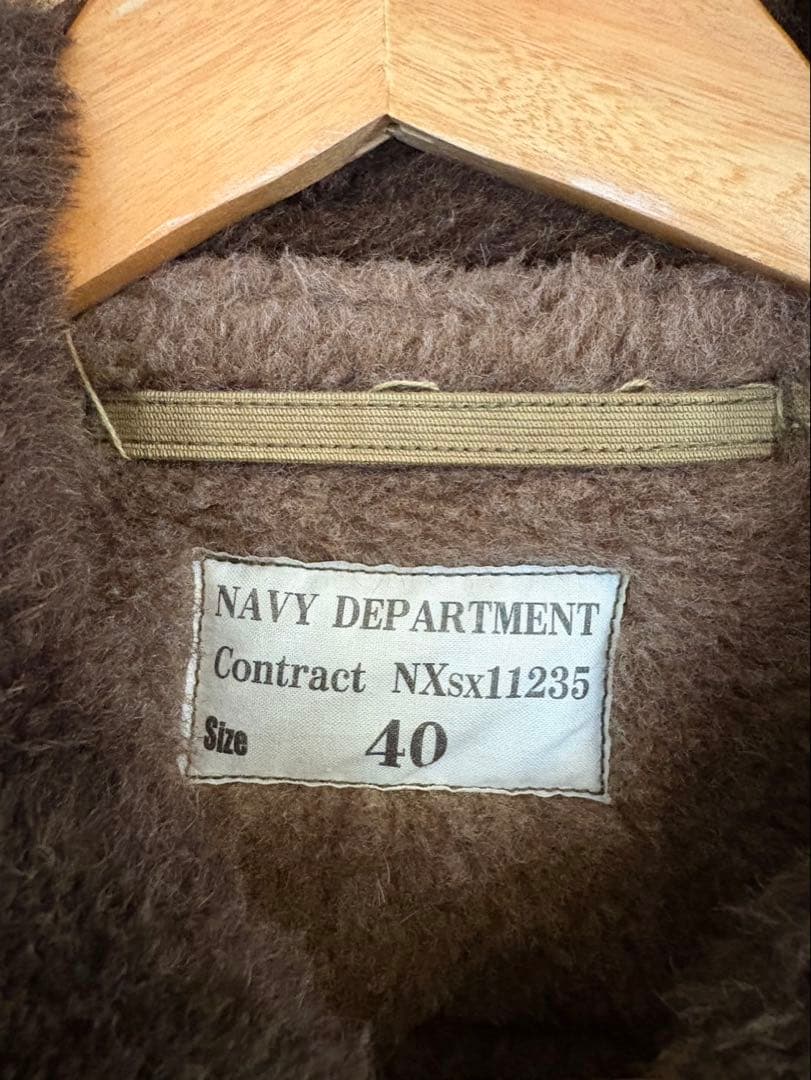 NAVY DEPARTMENT
Contract NXsx11235
Size 40